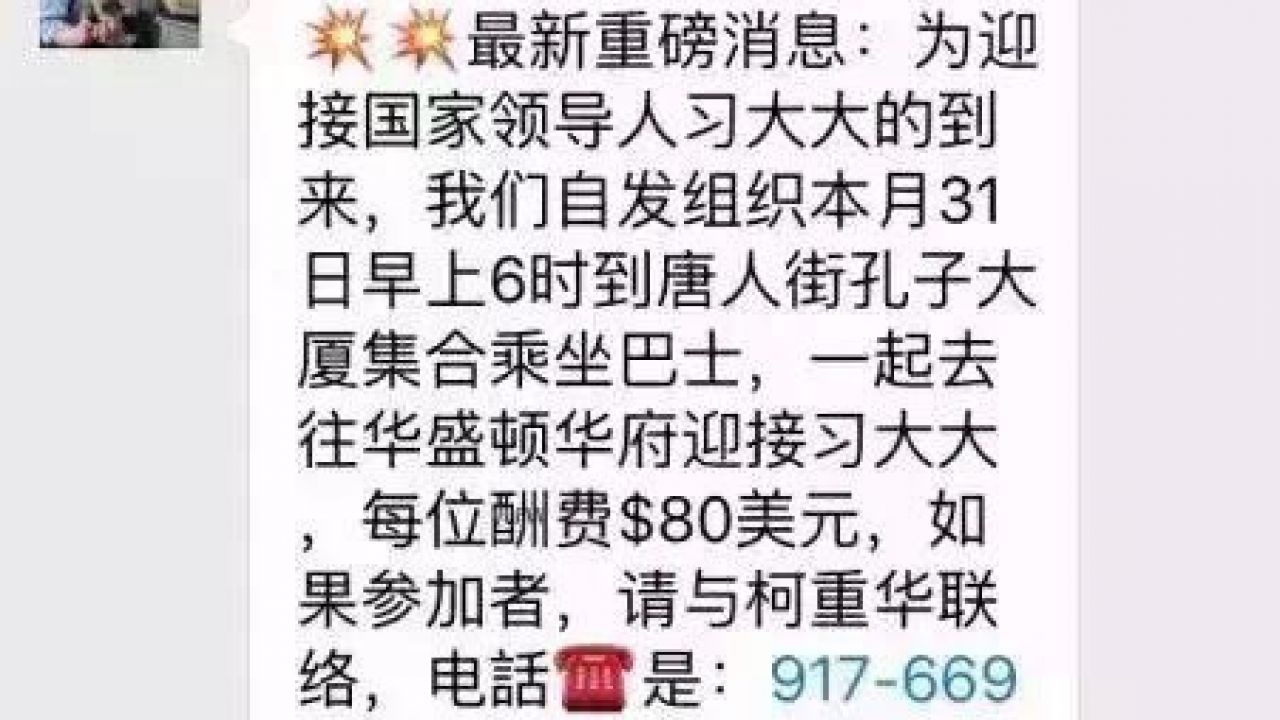 💥💥最新重磅消息：为迎
接国家领导人习大大的到
来，我们自发组织本月31
日早上6时到唐人街孔子大
厦集合乘坐巴士，一起去
往华盛顿华府迎接习大大
，每位酬费$80美元，如
果参加者，请与柯重华联
络，电話☎️是：917-669